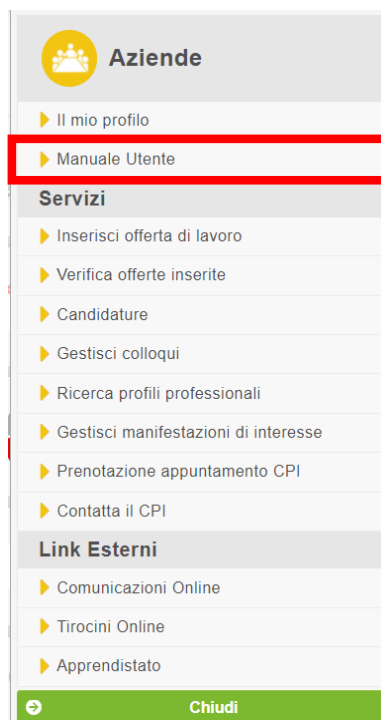 Aziende
Il mio profilo
Manuale Utente
Servizi
Inserisci offerta di lavoro
Verifica offerte inserite
Candidature
Gestisci colloqui
Ricerca profili professionali
Gestisci manifestazioni di interesse
Prenotazione appuntamento CPI
Contatta il CPI
Link Esterni
Comunicazioni Online
Tirocini Online
Apprendistato
Chiudi